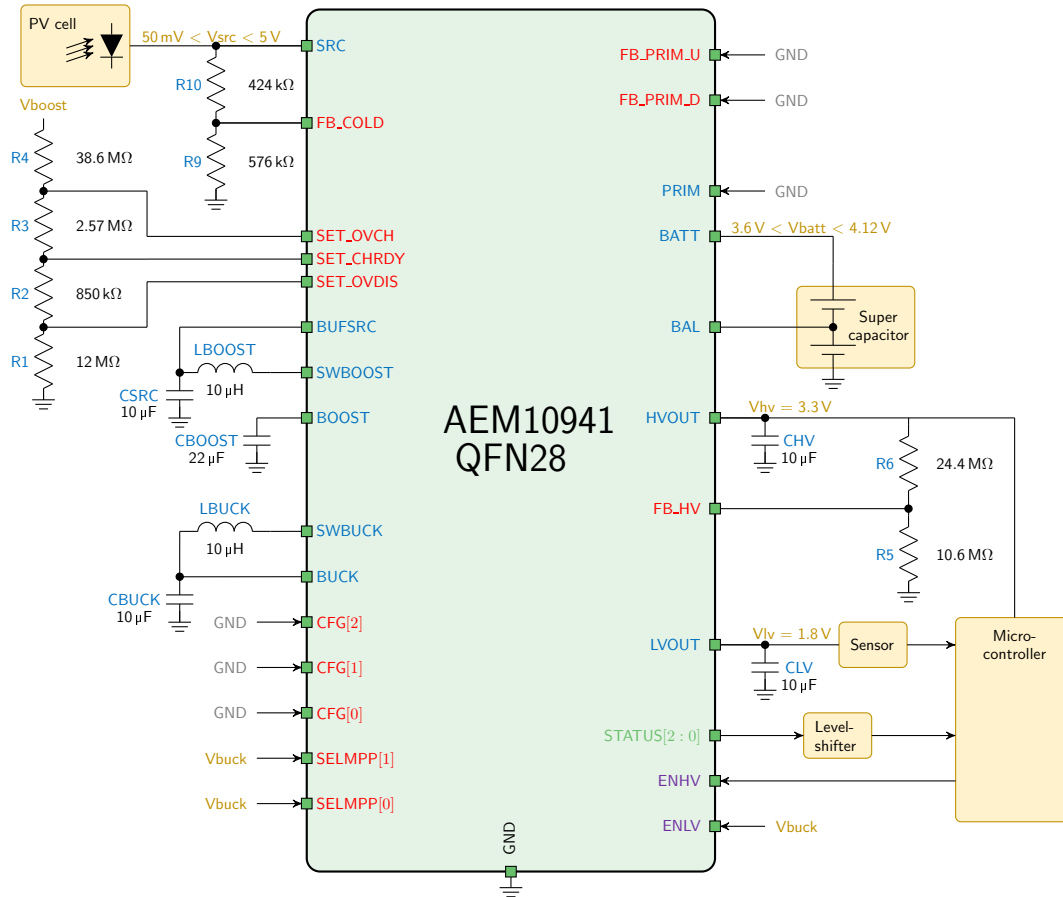 PV cell
50 mV < Vsrc < 5 V
SRC
R10
424 kΩ
FB_COLD
R9
576 kΩ
Vboost
R4
38.6 MΩ
R3
2.57 MΩ
R2
850 kΩ
R1
12 MΩ
SET_OVCH
SET_CHRDY
SET_OVDIS
BUFSRC
LBOOST
10 µH
SWBOOST
CSRC
10 µF
BOOST
CBOOST
22 µF
LBUCK
10 µH
SWBUCK
BUCK
CBUCK
10 µF
GND
CFG[2]
GND
CFG[1]
GND
CFG[0]
Vbuck
SELMPP[1]
Vbuck
SELMPP[0]
AEM10941
QFN28
GND
FB_PRIM_U
GND
FB_PRIM_D
GND
PRIM
GND
BATT
3.6 V < Vbatt < 4.12 V
BAL
Super
capacitor
HVOUT
Vhv = 3.3 V
CHV
10 µF
R6
24.4 MΩ
FB_HV
R5
10.6 MΩ
LVOUT
Vlv = 1.8 V
CLV
10 µF
Sensor
Micro-
controller
STATUS[2 : 0]
Level-
shifter
ENHV
ENLV
Vbuck